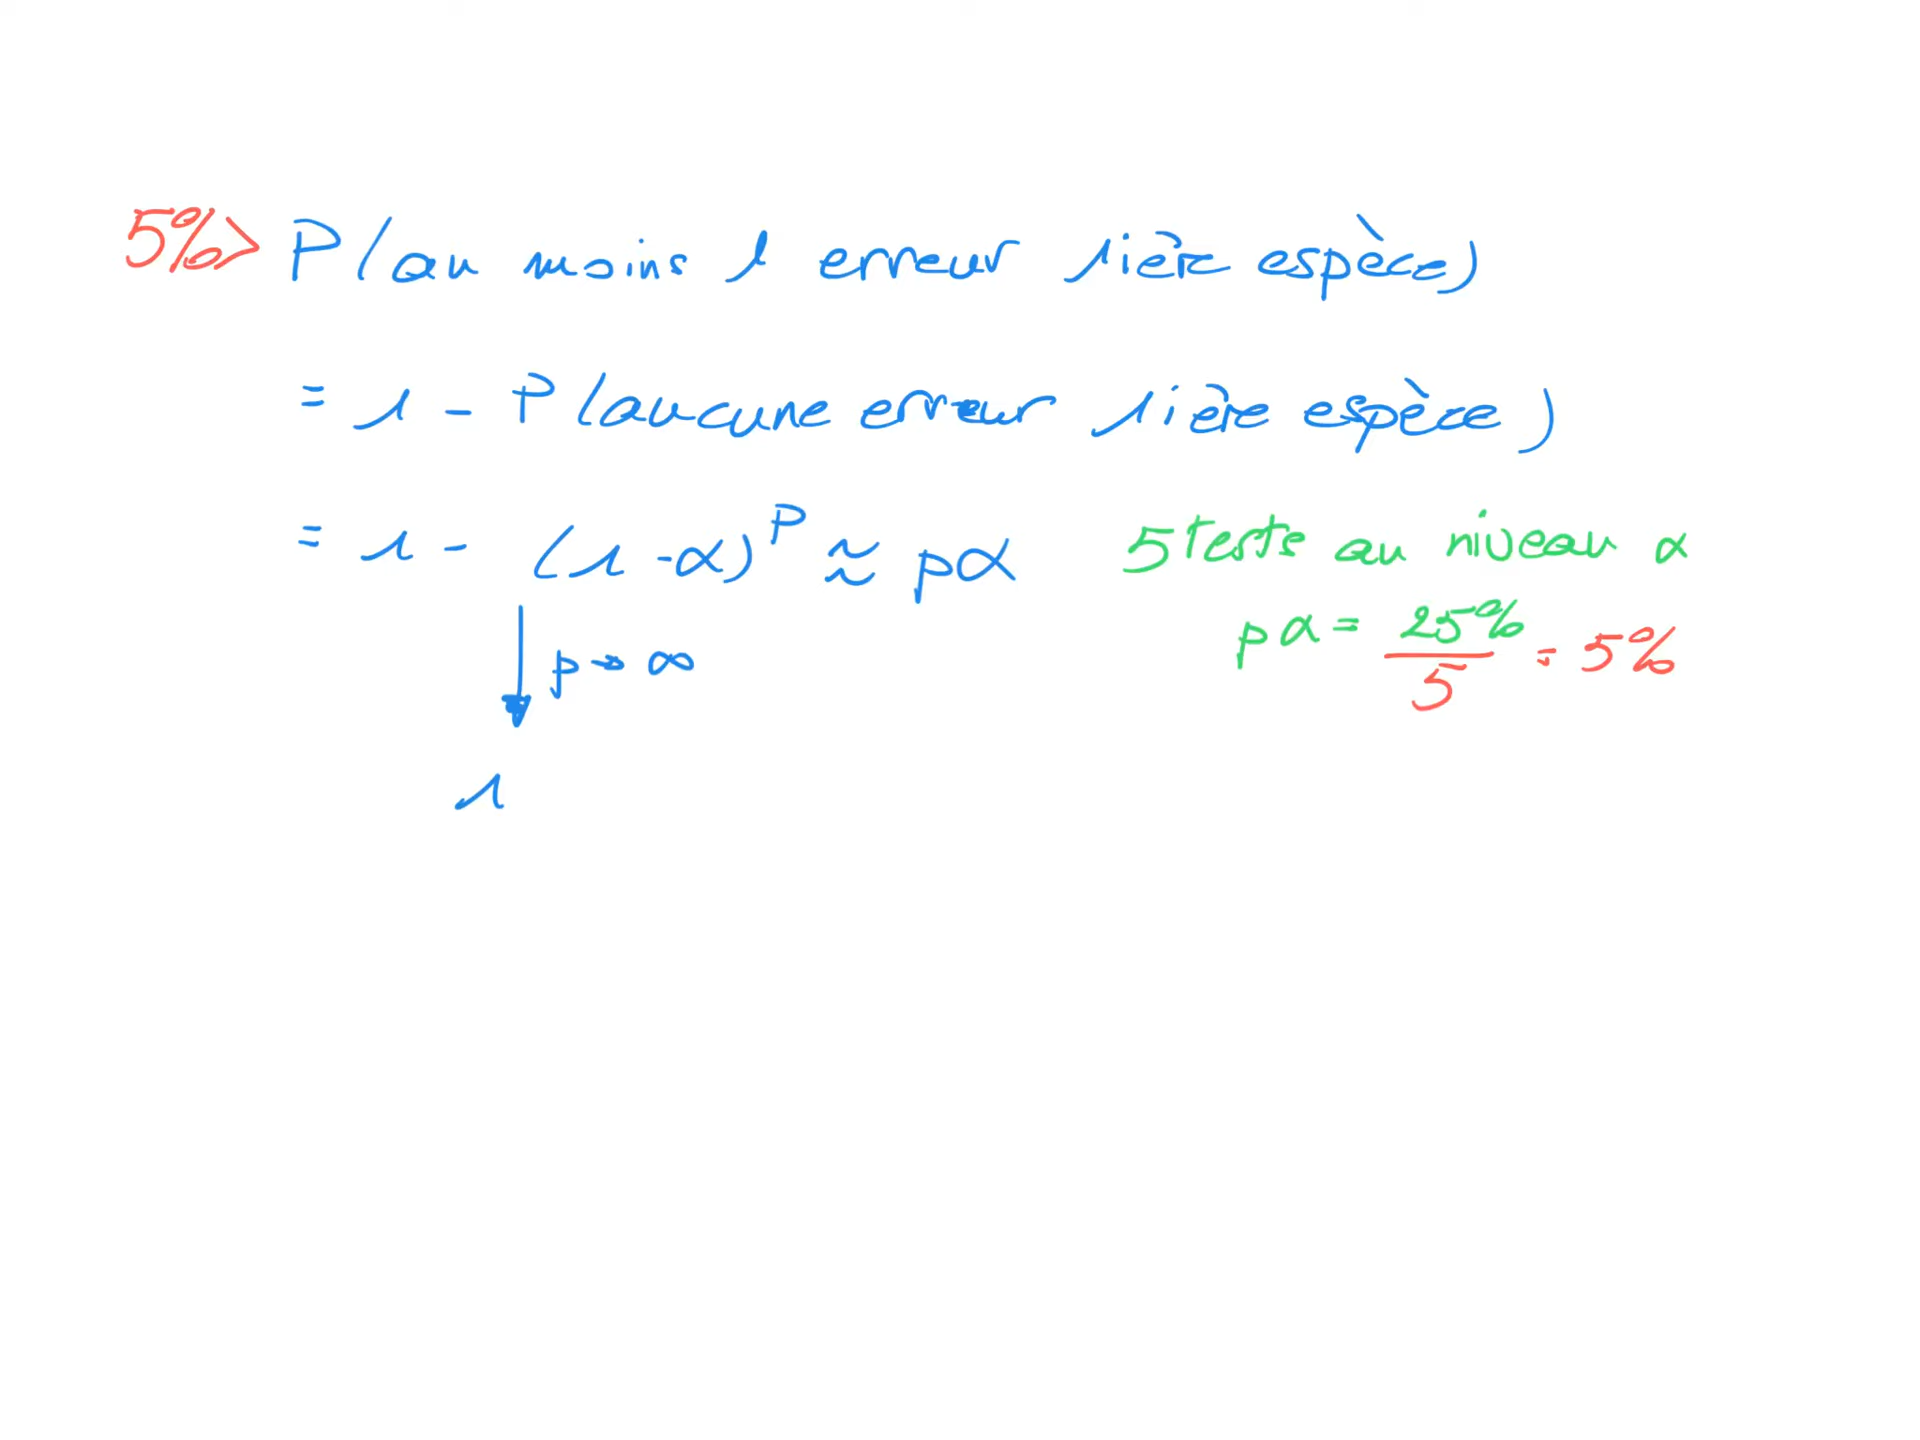 5%> P(au moins 1 erreur 1ière espèce)
= 1 - P(aucune erreur 1ière espèce)
= 1 - (1-α)^p ≈ pα
5 tests au niveau α
pα = 25%/5 = 5%
p→∞
1